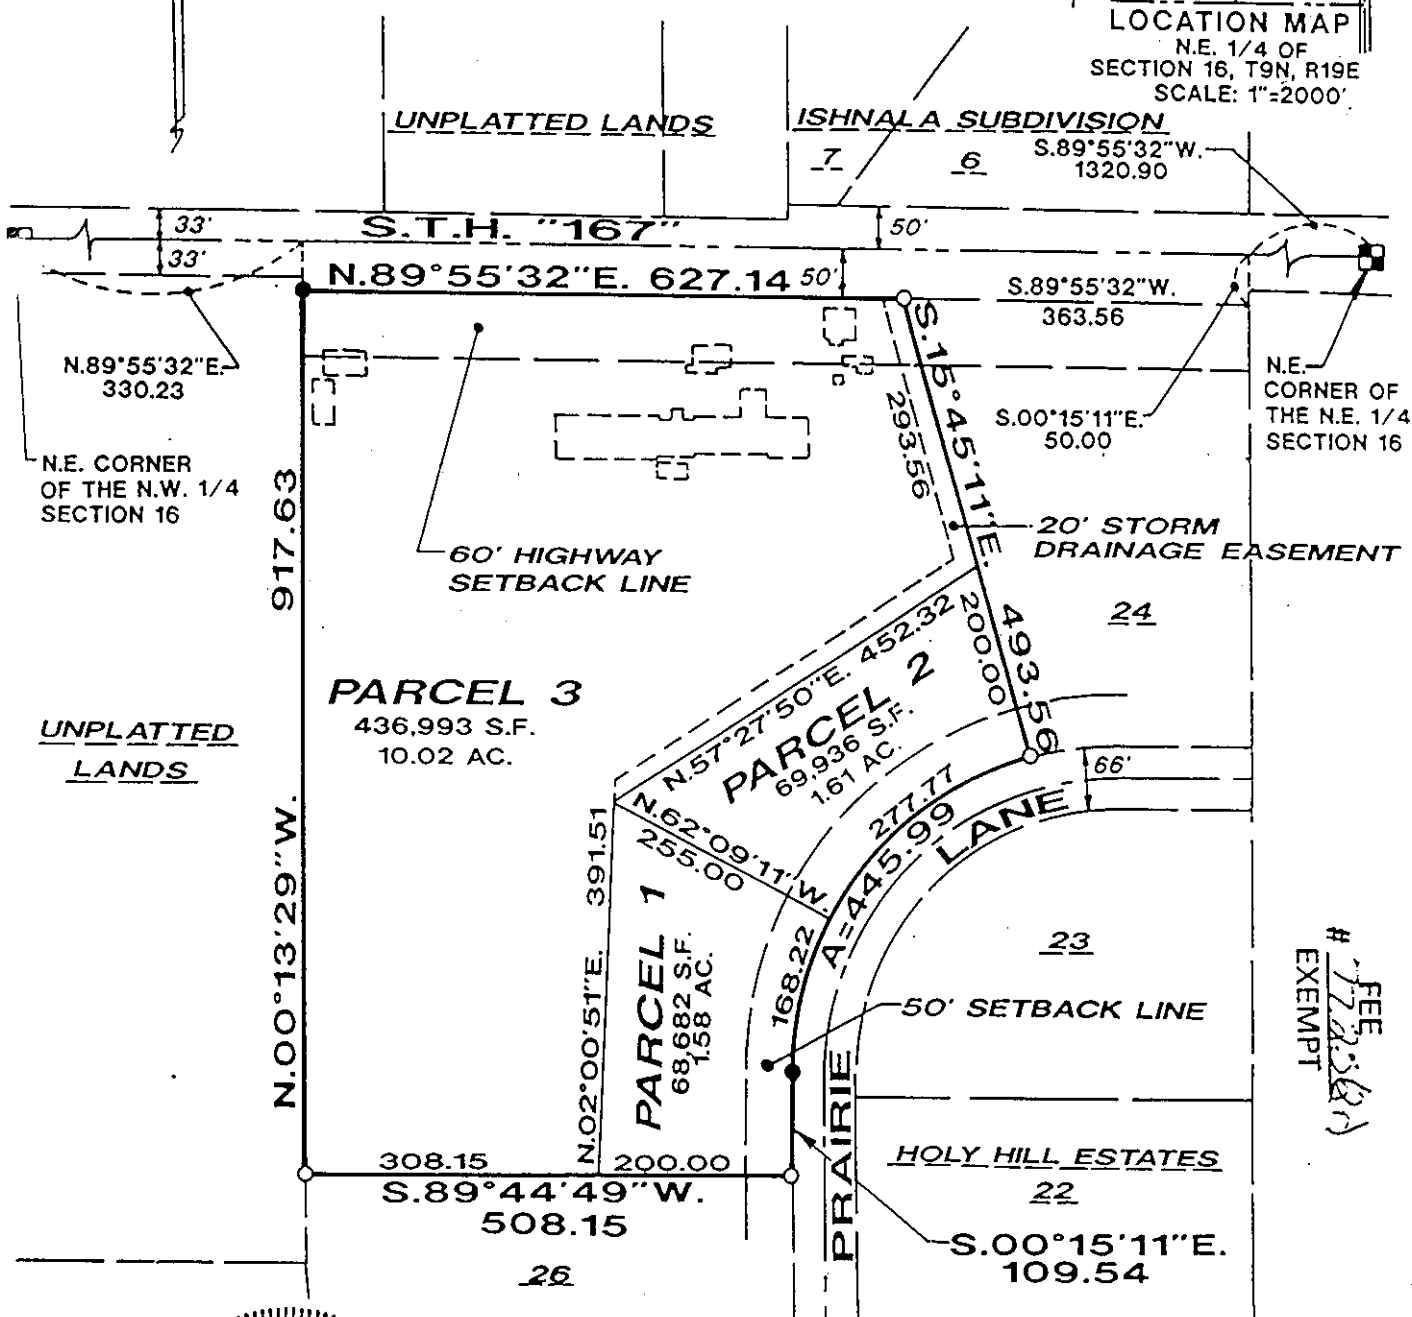 LOCATION MAP
N.E. 1/4 OF
SECTION 16, T9N, R19E
SCALE: 1"=2000'
UNPLATTED LANDS
ISHNALA SUBDIVISION
7
6
S.89°55'32"W.
1320.90
33'
33'
S.T.H. "167"
50'
N.89°55'32"E. 627.14
50'
S.89°55'32"W.
363.56
N.89°55'32"E.
330.23
N.E.
CORNER OF
THE N.E. 1/4
SECTION 16
S.00°15'11"E.
50.00
S.15°45'11"E.
493.56
293.56
200.00
N.E. CORNER
OF THE N.W. 1/4
SECTION 16
917.63
N.00°13'29"W.
60' HIGHWAY
SETBACK LINE
20' STORM
DRAINAGE EASEMENT
24
PARCEL 3
436,993 S.F.
10.02 AC.
UNPLATTED
LANDS
N.57°27'50"E. 452.32
PARCEL 2
69,936 S.F.
1.61 AC.
66'
277.77
A=445.99
LANE
N.62°09'11"W.
255.00
391.51
N.02°00'51"E.
PARCEL 1
68,682 S.F.
1.58 AC.
168.22
23
50' SETBACK LINE
FEE
#
EXEMPT
PRAIRIE
HOLY HILL ESTATES
22
308.15
200.00
S.89°44'49"W.
508.15
S.00°15'11"E.
109.54
26